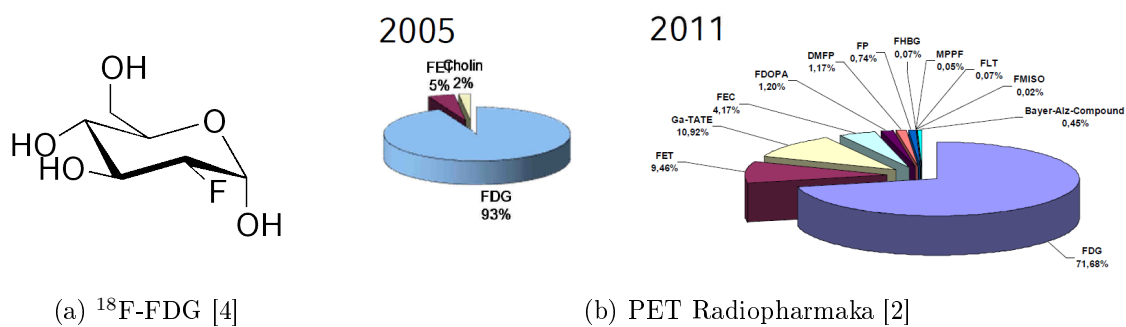 OH
O
HO
HO
F
OH
(a) ¹⁸F-FDG [4]
2005
FET
5%
Cholin
2%
FDG
93%
2011
FET
9,46%
Ga-TATE
10,92%
FEC
4,17%
FDOPA
1,20%
DMFP
1,17%
FP
0,74%
FHBG
0,07%
MPPF
0,05%
FLT
0,07%
FMISO
0,02%
Bayer-Alz-Compound
0,45%
FDG
71,68%
(b) PET Radiopharmaka [2]